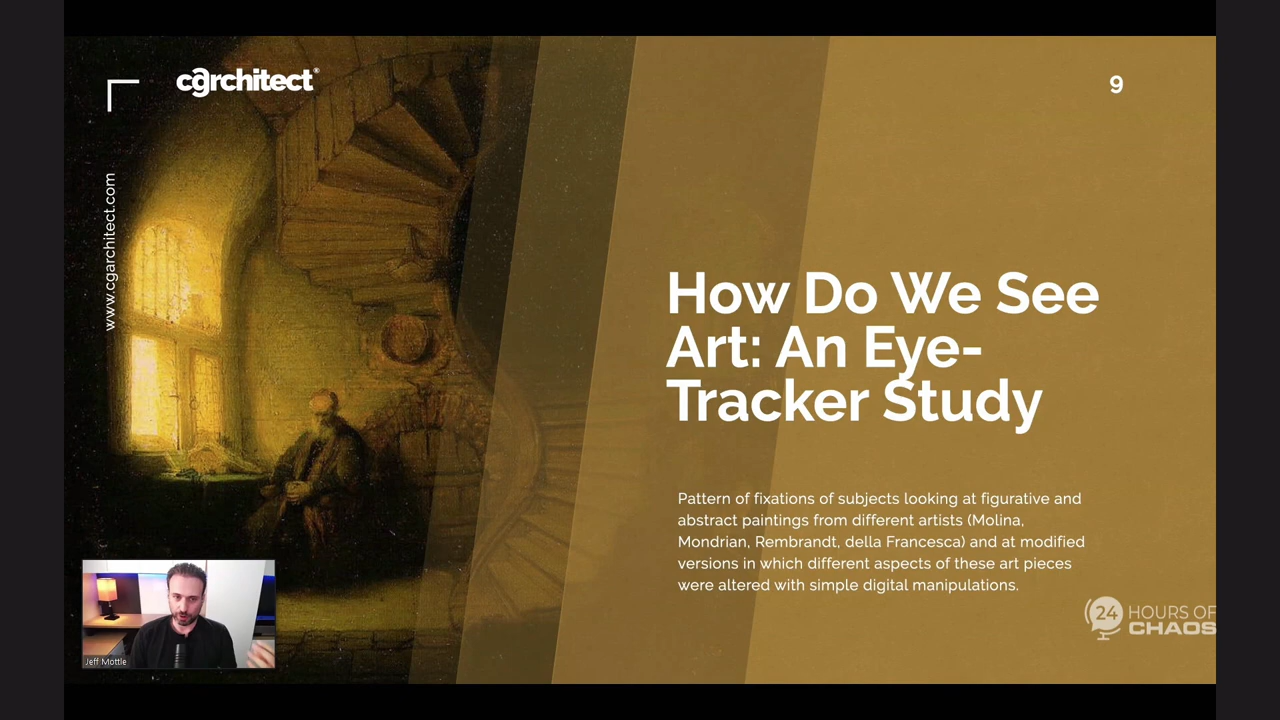 cgarchitect®
9
www.cgarchitect.com
How Do We See
Art: An Eye-
Tracker Study
Pattern of fixations of subjects looking at figurative and
abstract paintings from different artists (Molina,
Mondrian, Rembrandt, della Francesca) and at modified
versions in which different aspects of these art pieces
were altered with simple digital manipulations.
24 HOURS OF
CHAOS
Jeff Mottle